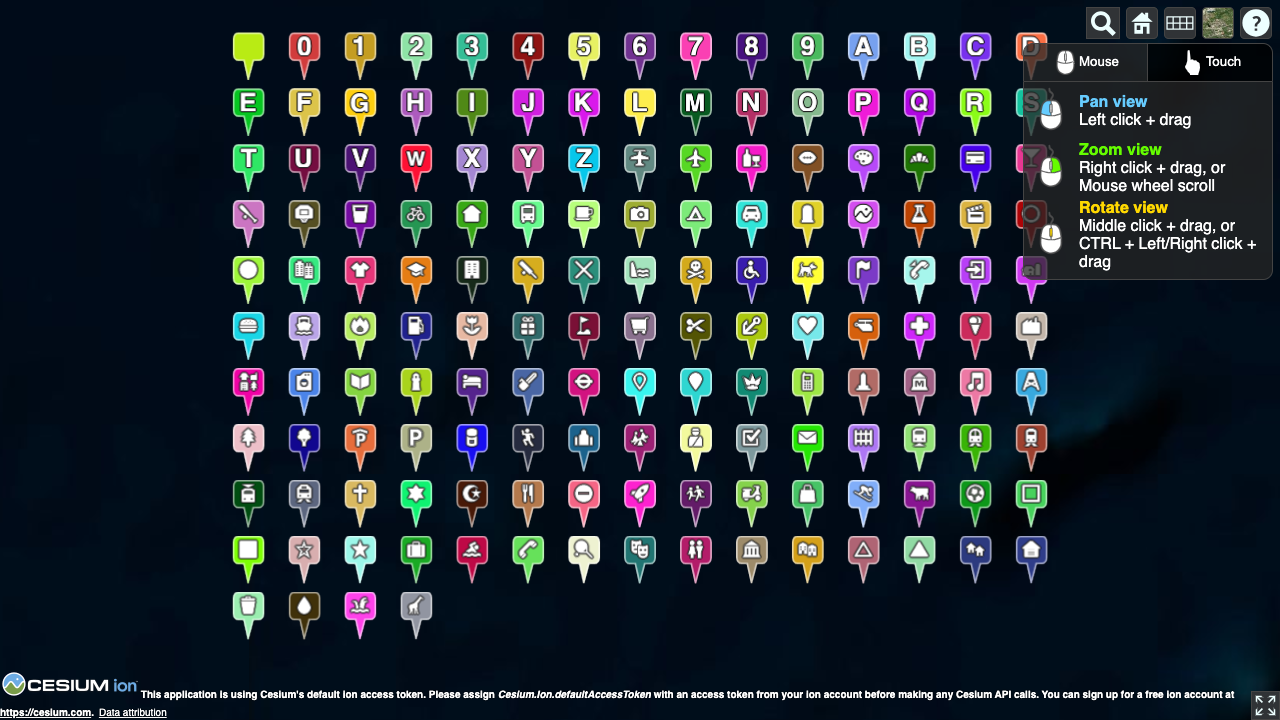 0 1 2 3 4 5 6 7 8 9 A B C D
Mouse Touch
E F G H I J K L M N O P Q R S
Pan view
Left click + drag
T U V W X Y Z
Zoom view
Right click + drag, or
Mouse wheel scroll
Rotate view
Middle click + drag, or
CTRL + Left/Right click +
drag
M
P P
CESIUM ion
This application is using Cesium's default ion access token. Please assign Cesium.Ion.defaultAccessToken with an access token from your ion account before making any Cesium API calls. You can sign up for a free ion account at
https://cesium.com. Data attribution